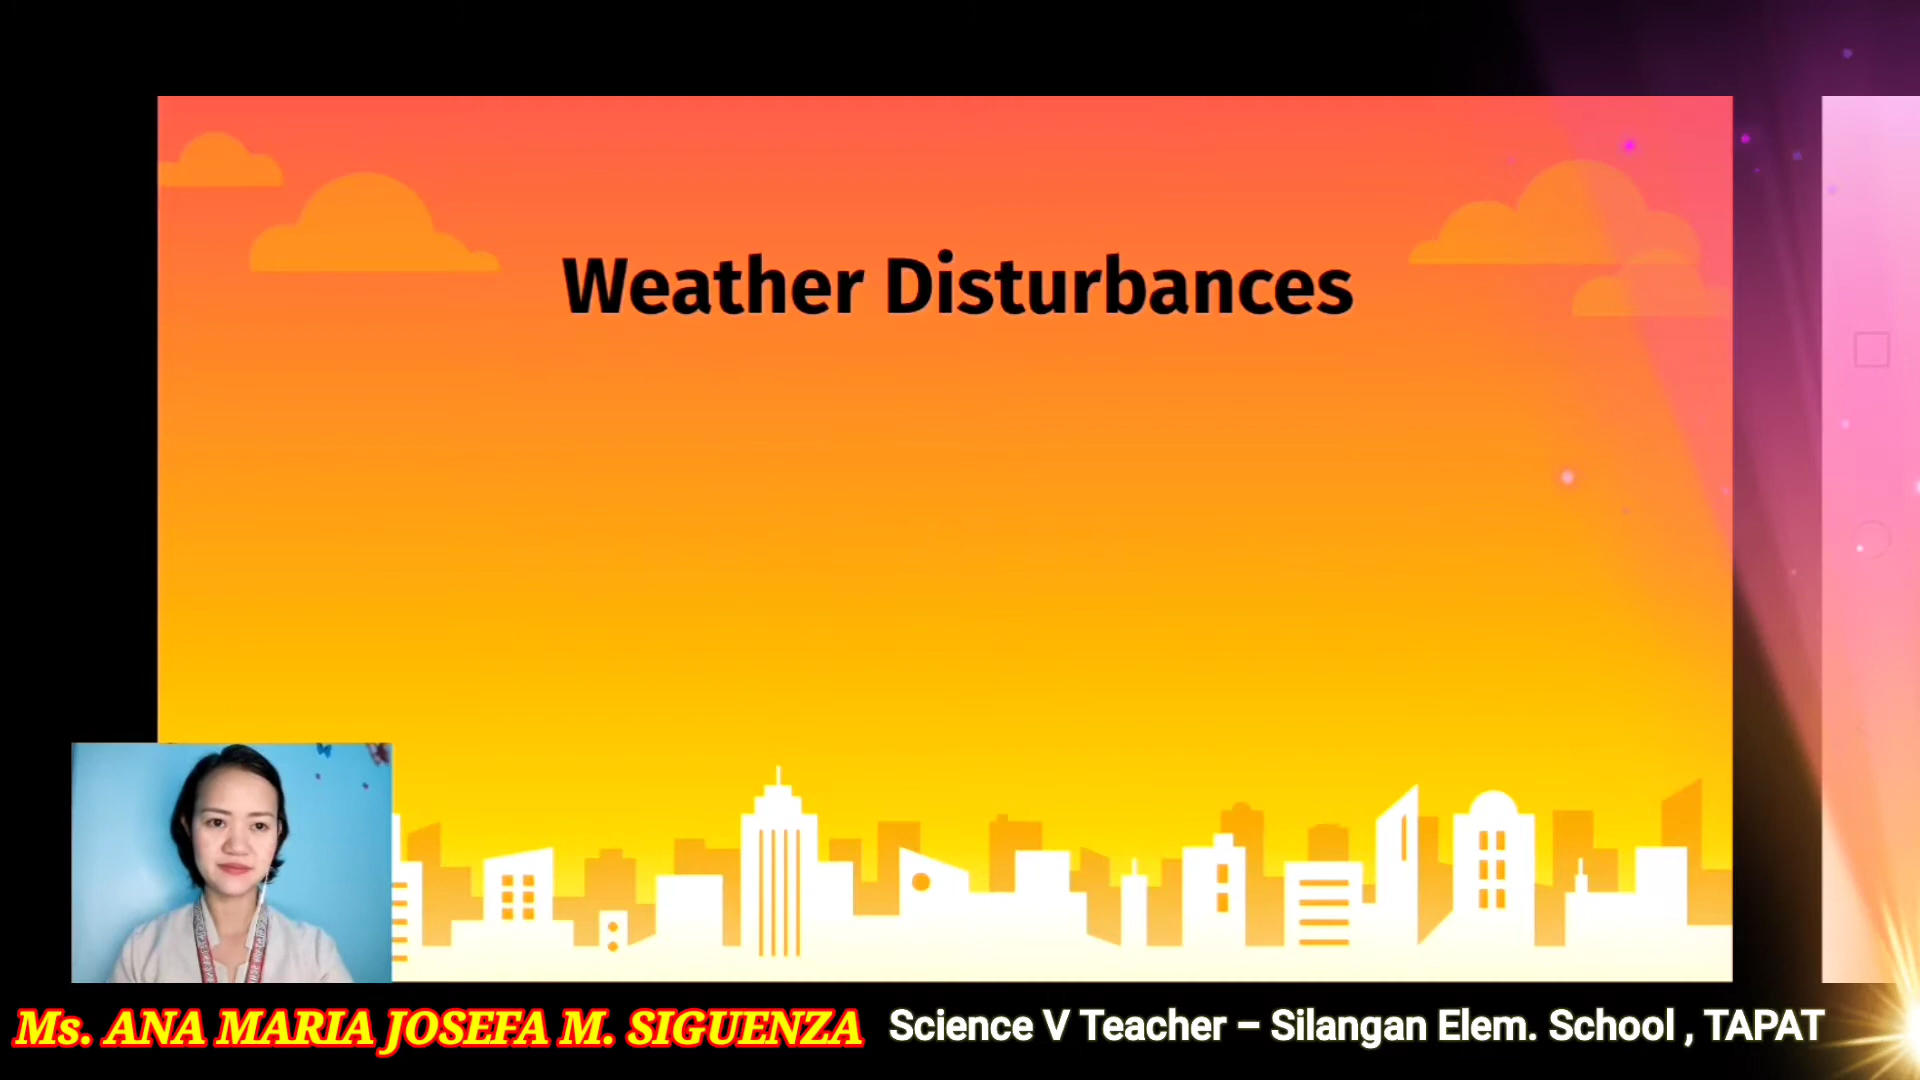 Weather Disturbances
Ms. ANA MARIA JOSEFA M. SIGUENZA
Science V Teacher – Silangan Elem. School , TAPAT